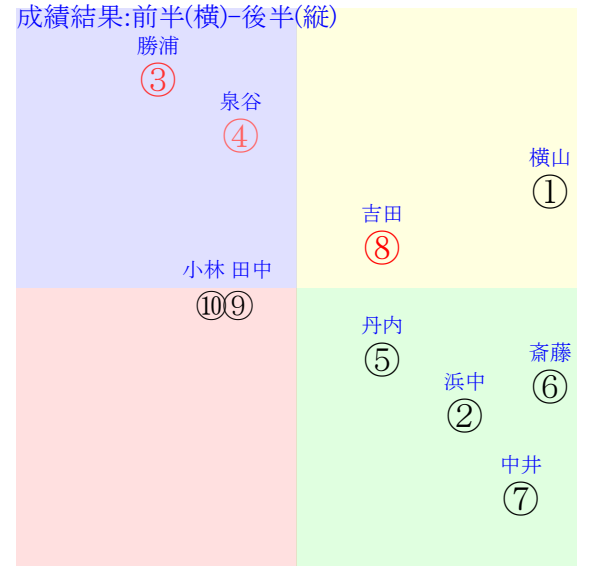 成績結果:前半(横)-後半(縦)
勝浦
③
泉谷
④
横山
①
吉田
⑧
小林 田中
⑩⑨
丹内
⑤
斎藤
⑥
浜中
②
中井
⑦